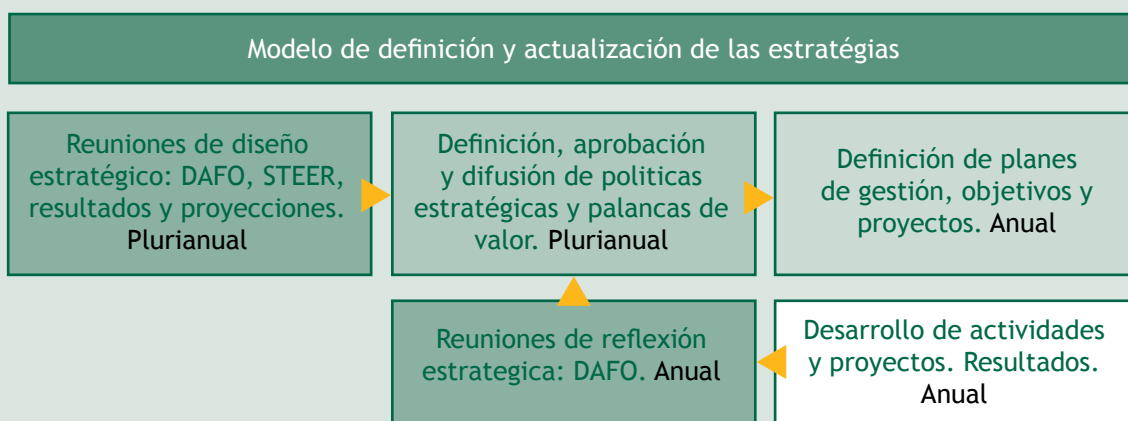 Modelo de definición y actualización de las estratégias
Reuniones de diseño
estratégico: DAFO, STEER,
resultados y proyecciones.
Plurianual
Definición, aprobación
y difusión de politicas
estratégicas y palancas de
valor. Plurianual
Definición de planes
de gestión, objetivos y
proyectos. Anual
Reuniones de reflexión
estrategica: DAFO. Anual
Desarrollo de actividades
y proyectos. Resultados.
Anual